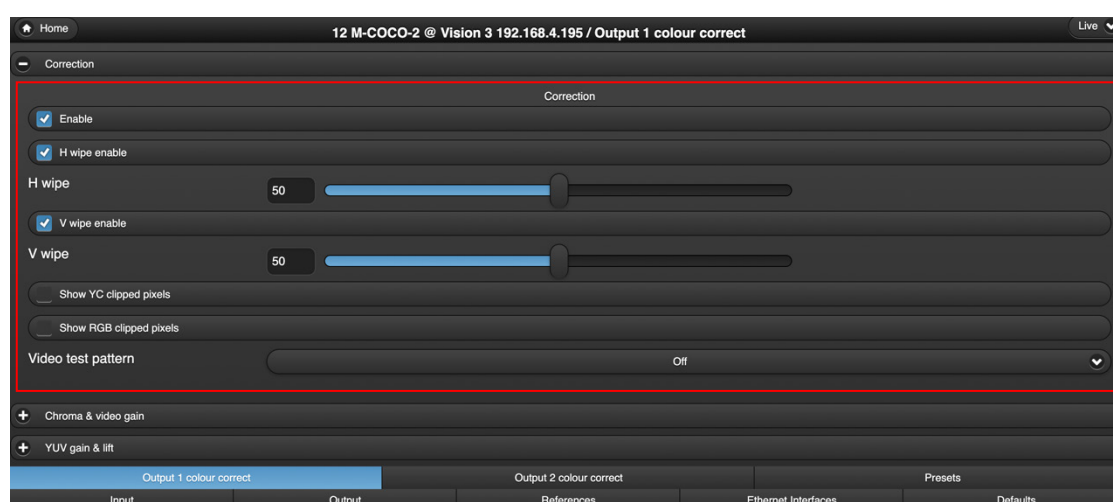 Home
12 M-COCO-2 @ Vision 3 192.168.4.195 / Output 1 colour correct
Live
Correction
Correction
Enable
H wipe enable
H wipe
50
V wipe enable
V wipe
50
Show YC clipped pixels
Show RGB clipped pixels
Video test pattern
Off
Chroma & video gain
YUV gain & lift
Output 1 colour correct
Output 2 colour correct
Presets
Input
Output
References
Ethernet Interfaces
Defaults